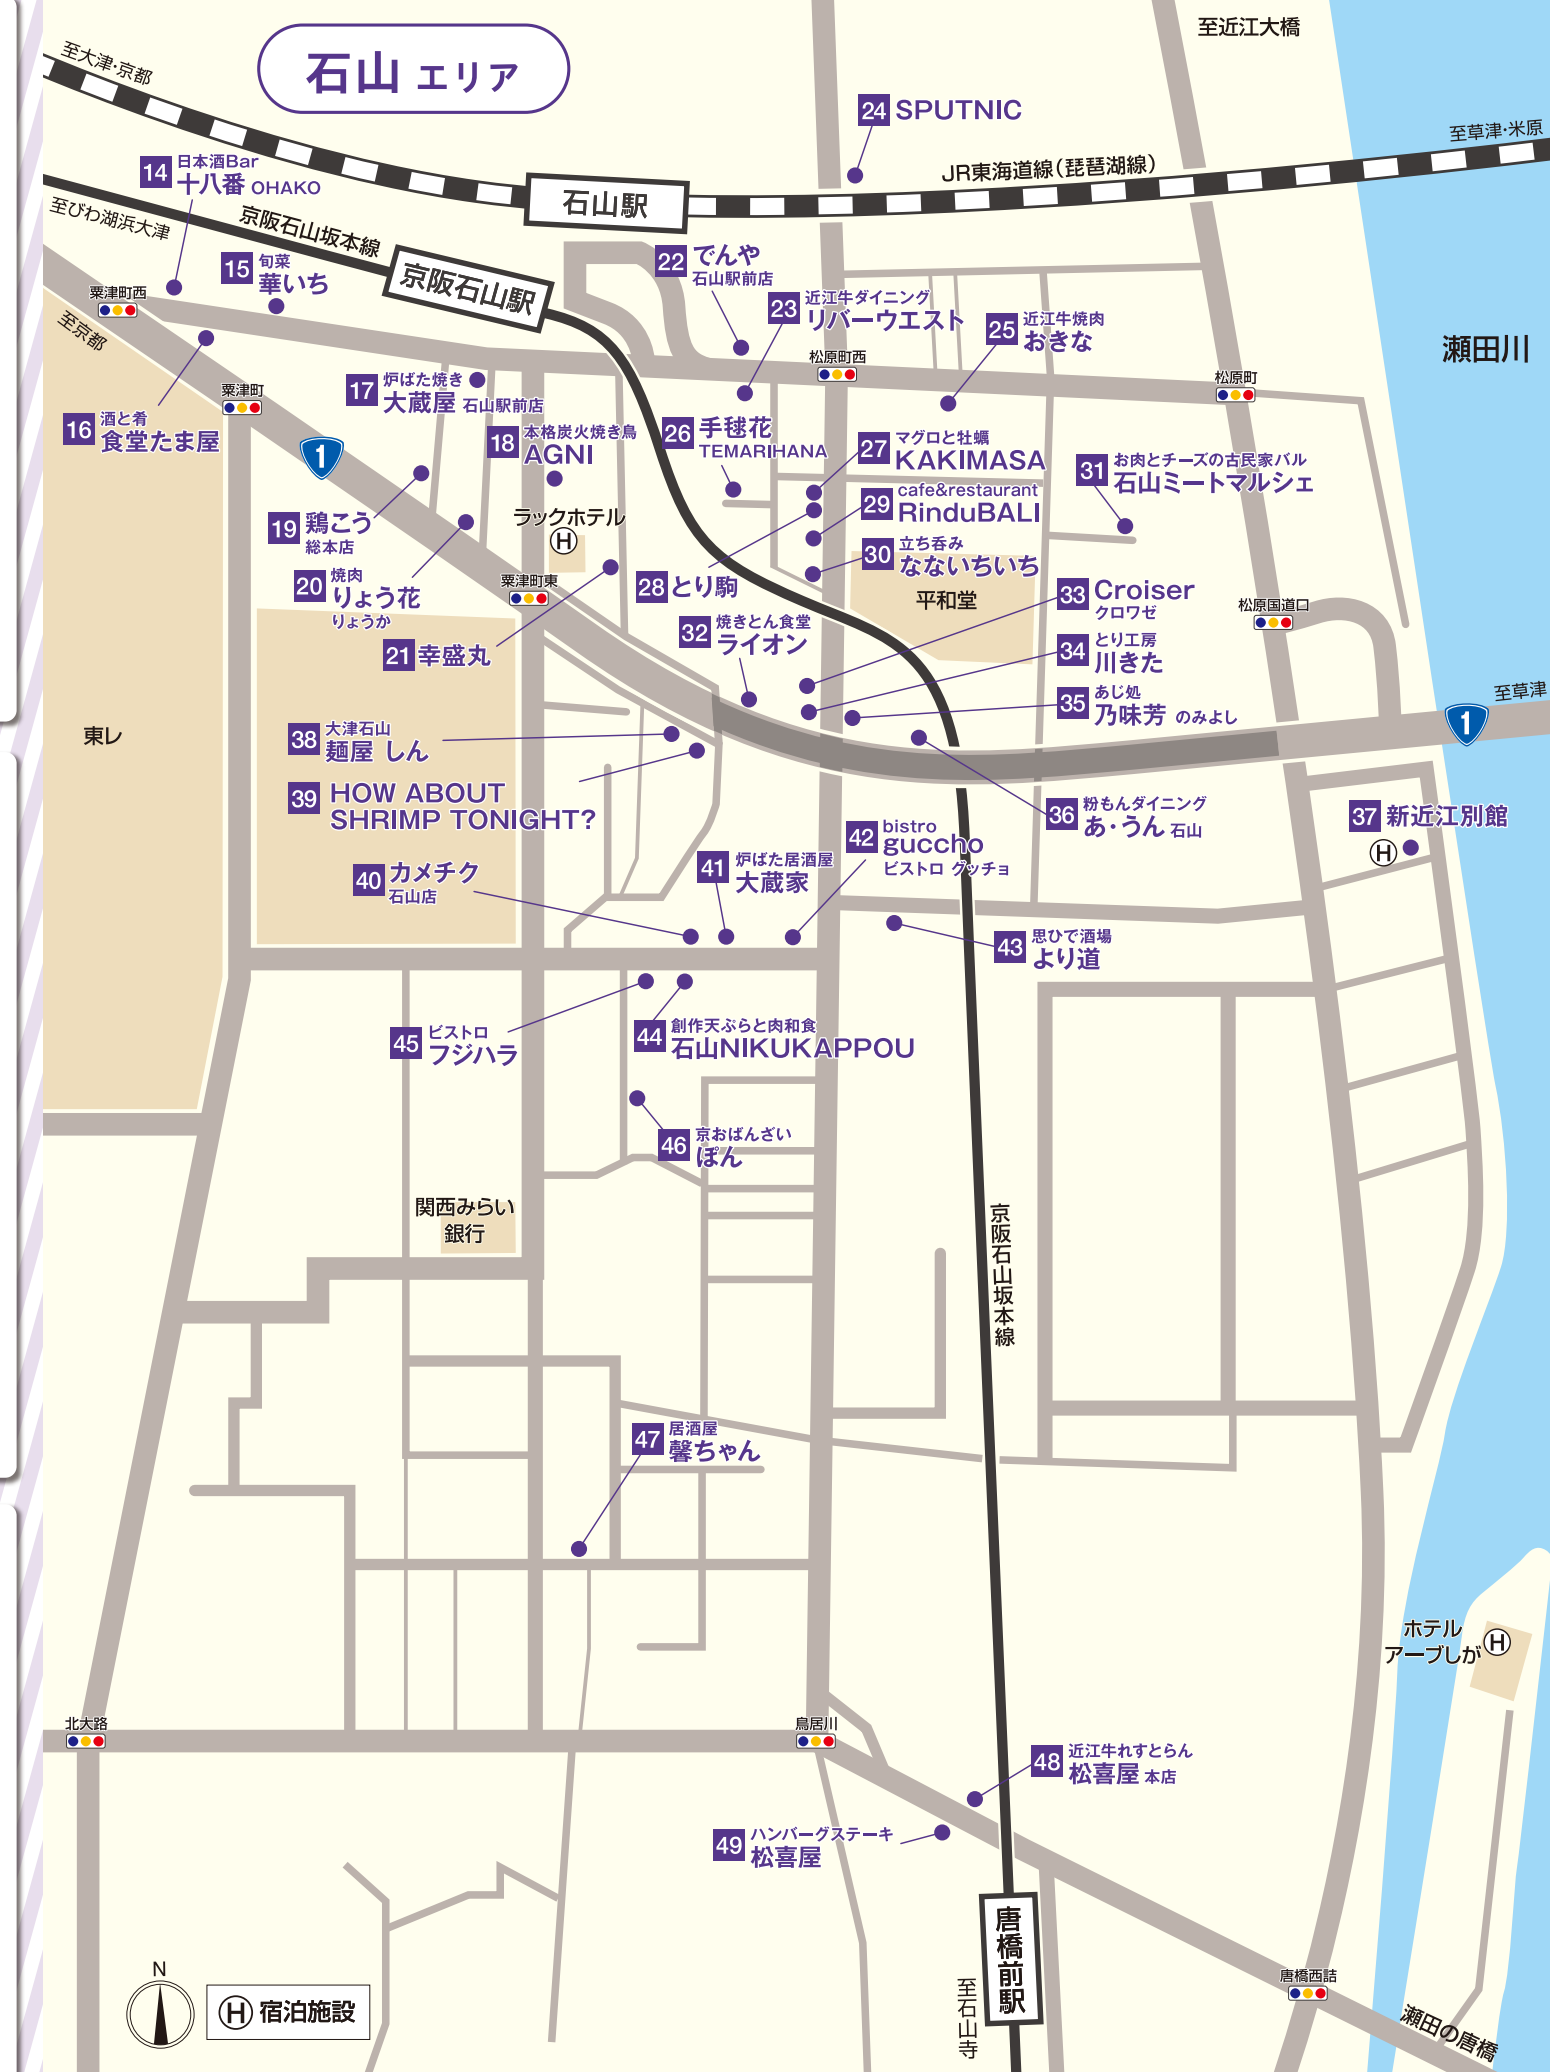 石山 エリア
至近江大橋
至大津・京都
24 SPUTNIC
至草津・米原
JR東海道線（琵琶湖線）
14 日本酒Bar
十八番 OHAKO
石山駅
至びわ湖浜大津
京阪石山坂本線
京阪石山駅
15 旬菜
華いち
22 でんや
石山駅前店
23 近江牛ダイニング
リバーウエスト
25 近江牛焼肉
おきな
瀬田川
粟津町西
至京都
松原町西
松原町
粟津町
16 酒と肴
食堂たま屋
17 炉ばた焼き
大蔵屋 石山駅前店
18 本格炭火焼き鳥
AGNI
26 手毬花
TEMARIHANA
27 マグロと牡蠣
KAKIMASA
31 お肉とチーズの古民家バル
石山ミートマルシェ
1
19 鶏こう
総本店
ラックホテル
H
29 cafe&restaurant
RinduBALI
30 立ち呑み
なないちいち
20 焼肉
りょう花
りょうか
粟津町東
28 とり駒
平和堂
33 Croiser
クロワゼ
松原国道口
21 幸盛丸
32 焼きとん食堂
ライオン
34 とり工房
川きた
35 あじ処
乃味芳 のみよし
至草津
1
東レ
38 大津石山
麺屋 しん
39 HOW ABOUT
SHRIMP TONIGHT?
36 粉もんダイニング
あ・うん 石山
37 新近江別館
H
42 bistro
guccho
ビストロ グッチョ
40 カメチク
石山店
41 炉ばた居酒屋
大蔵家
43 思ひで酒場
より道
45 ビストロ
フジハラ
44 創作天ぷらと肉和食
石山NIKUKAPPOU
46 京おばんざい
ぽん
関西みらい
銀行
京阪石山坂本線
47 居酒屋
馨ちゃん
ホテル
アーブしが
H
北大路
鳥居川
48 近江牛れすとらん
松喜屋 本店
49 ハンバーグステーキ
松喜屋
唐橋前駅
至石山寺
唐橋西詰
瀬田の唐橋
N
H 宿泊施設